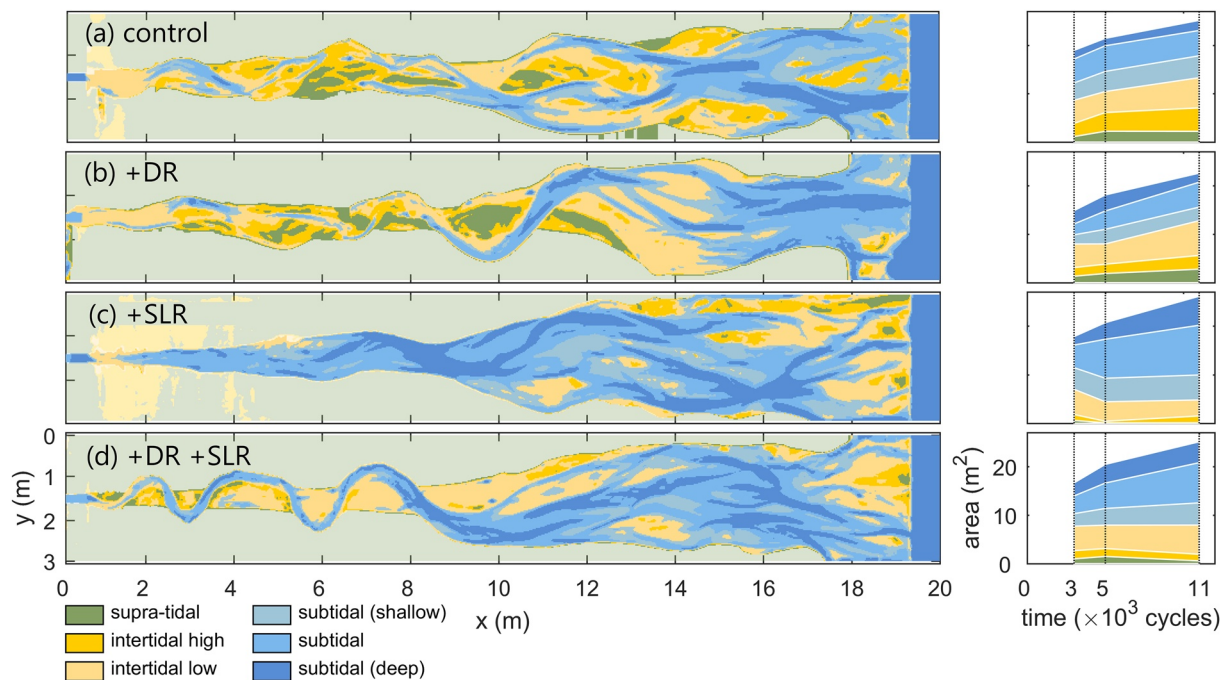 (a) control
(b) +DR
(c) +SLR
(d) +DR +SLR
0
1
2
3
y (m)
0 2 4 6 8 10 12 14 16 18 20
x (m)
20
10
0
area (m²)
0 3 5 11
time (×10³ cycles)
supra-tidal
intertidal high
intertidal low
subtidal (shallow)
subtidal
subtidal (deep)